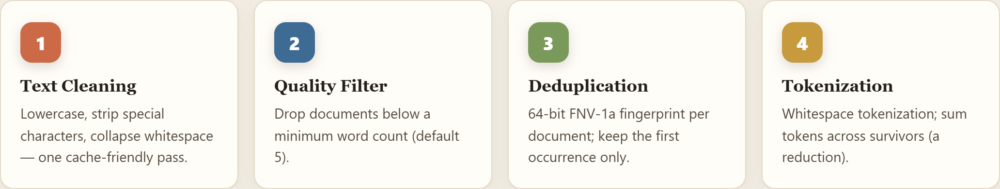 1
Text Cleaning
Lowercase, strip special
characters, collapse whitespace
— one cache-friendly pass.
2
Quality Filter
Drop documents below a
minimum word count (default
5).
3
Deduplication
64-bit FNV-1a fingerprint per
document; keep the first
occurrence only.
4
Tokenization
Whitespace tokenization; sum
tokens across survivors (a
reduction).